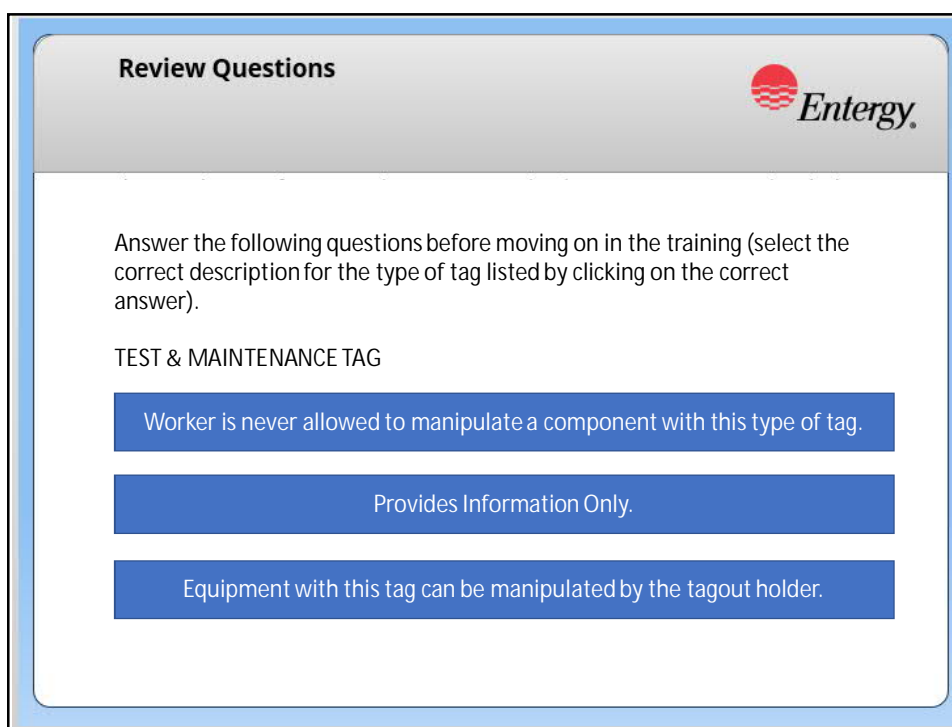 Review Questions
Entergy
Answer the following questions before moving on in the training (select the
correct description for the type of tag listed by clicking on the correct
answer).
TEST & MAINTENANCE TAG
Worker is never allowed to manipulate a component with this type of tag.
Provides Information Only.
Equipment with this tag can be manipulated by the tagout holder.